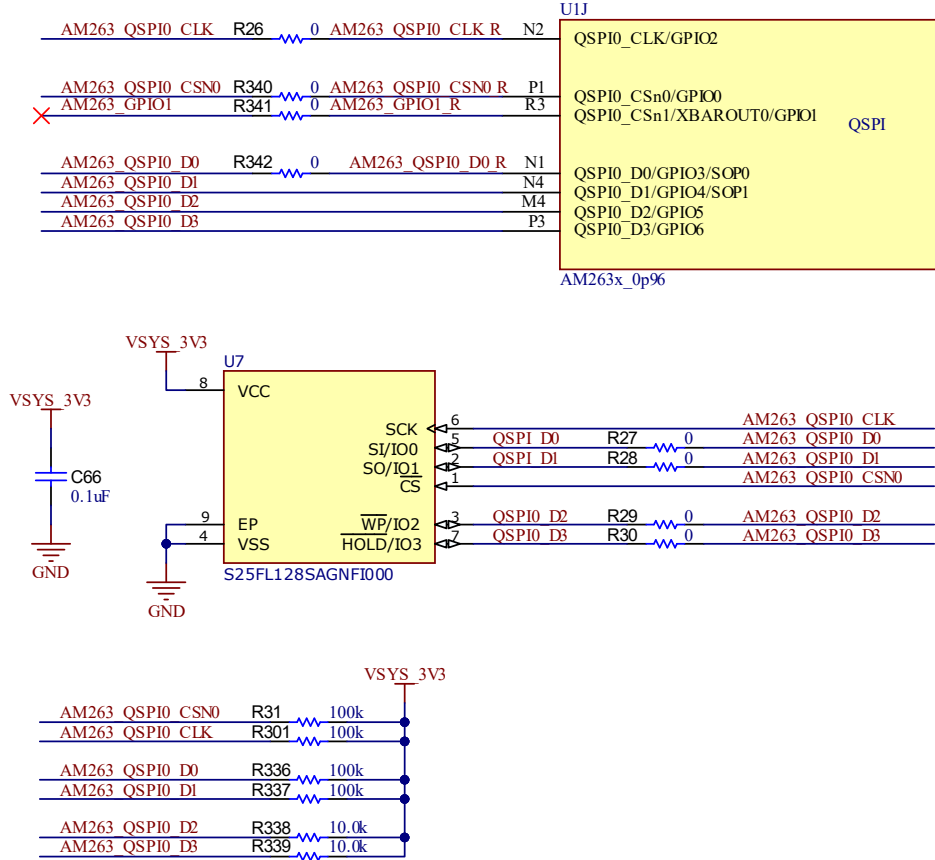 U1J
AM263_QSPI0_CLK R26 0 AM263_QSPI0_CLK_R N2 QSPI0_CLK/GPIO2
AM263_QSPI0_CSN0 R340 0 AM263_QSPI0_CSN0_R P1 QSPI0_CSn0/GPIO0
AM263_GPIO1 R341 0 AM263_GPIO1_R R3 QSPI0_CSn1/XBAROUT0/GPIO1
QSPI
AM263_QSPI0_D0 R342 0 AM263_QSPI0_D0_R N1 QSPI0_D0/GPIO3/SOP0
AM263_QSPI0_D1 N4 QSPI0_D1/GPIO4/SOP1
AM263_QSPI0_D2 M4 QSPI0_D2/GPIO5
AM263_QSPI0_D3 P3 QSPI0_D3/GPIO6
AM263x_0p96
VSYS_3V3
U7
8 VCC
VSYS_3V3
SCK 6 AM263_QSPI0_CLK
SI/IO0 5 QSPI_D0 R27 0 AM263_QSPI0_D0
SO/IO1 2 QSPI_D1 R28 0 AM263_QSPI0_D1
CS 1 AM263_QSPI0_CSN0
C66
0.1uF
9 EP WP/IO2 3 QSPI0_D2 R29 0 AM263_QSPI0_D2
4 VSS HOLD/IO3 7 QSPI0_D3 R30 0 AM263_QSPI0_D3
GND
S25FL128SAGNFI000
GND
VSYS_3V3
AM263_QSPI0_CSN0 R31 100k
AM263_QSPI0_CLK R301 100k
AM263_QSPI0_D0 R336 100k
AM263_QSPI0_D1 R337 100k
AM263_QSPI0_D2 R338 10.0k
AM263_QSPI0_D3 R339 10.0k